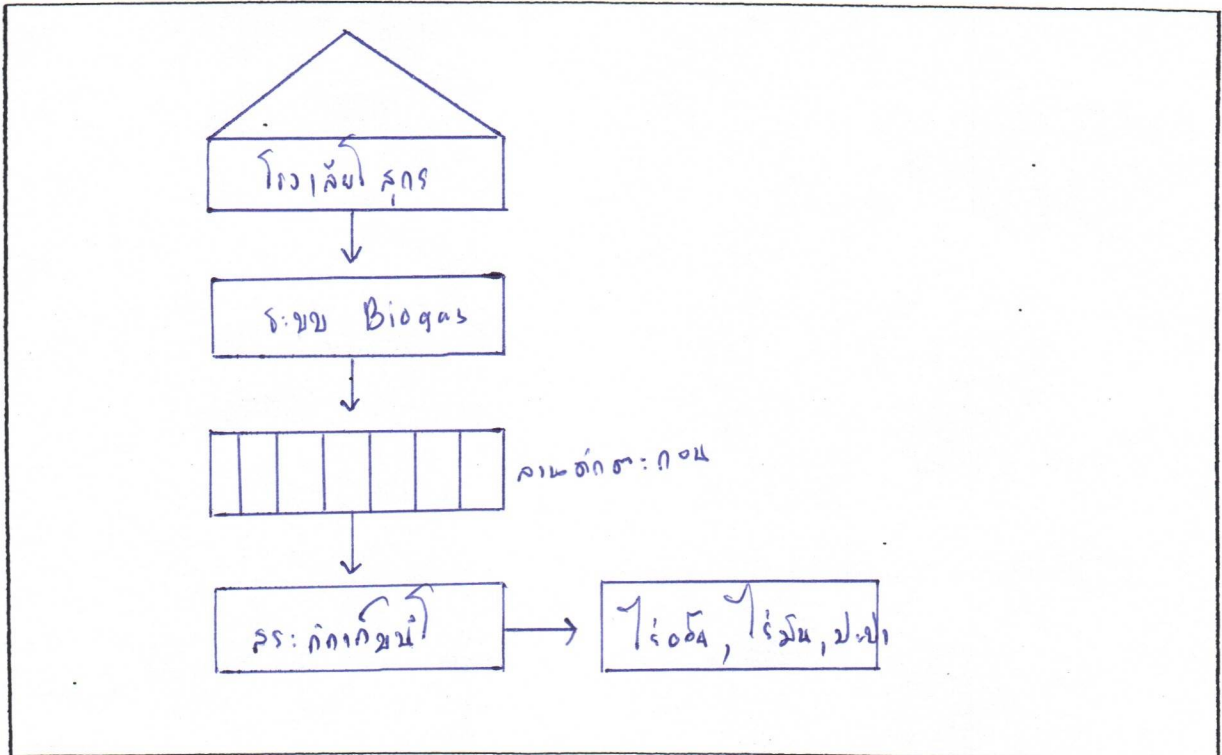 โรงเลี้ยงสุกร
ระบบ Biogas
ลานตากตะกอน
สระกักเก็บน้ำ
ไร่อ้อย, ไร่มัน,